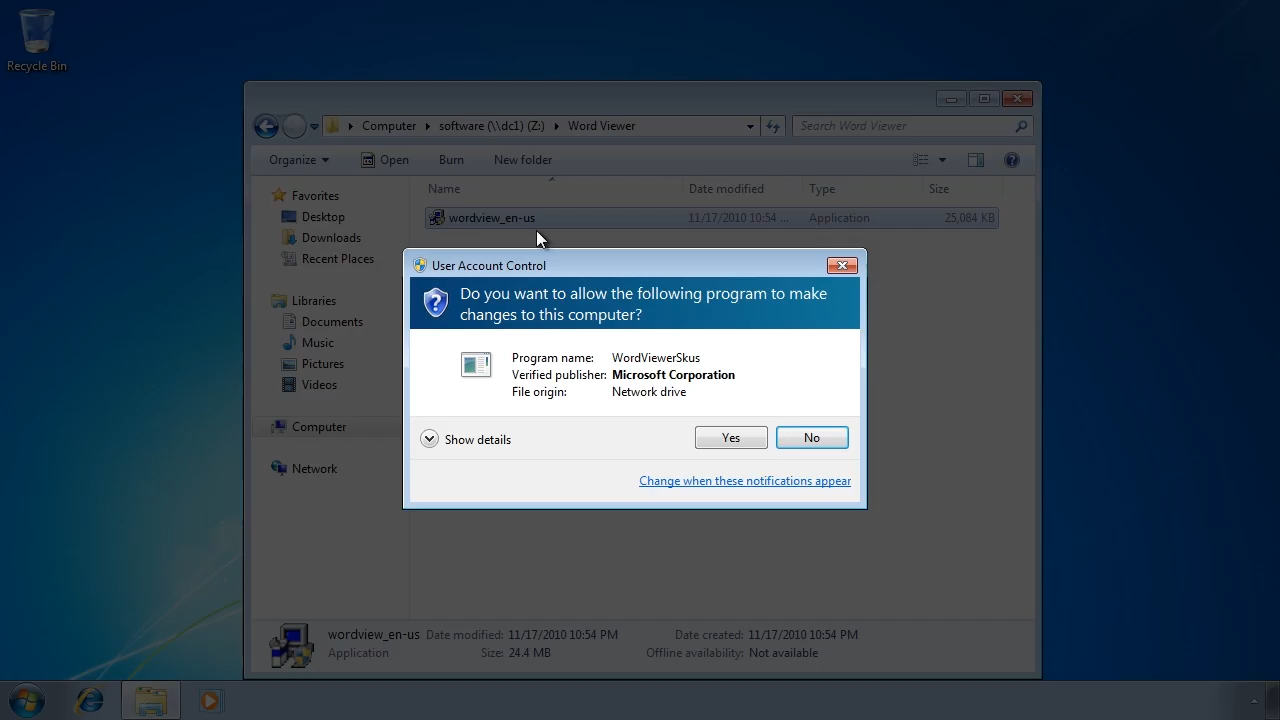 Recycle Bin
Computer software (\\dc1) (Z:) Word Viewer
Search Word Viewer
Organize Open Burn New folder
Name Date modified Type Size
wordview_en-us 11/17/2010 10:54 ... Application 25,084 KB
Favorites
Desktop
Downloads
Recent Places
Libraries
Documents
Music
Pictures
Videos
Computer
Network
User Account Control
Do you want to allow the following program to make
changes to this computer?
Program name: WordViewerSkus
Verified publisher: Microsoft Corporation
File origin: Network drive
Show details
Yes No
Change when these notifications appear
wordview_en-us Date modified: 11/17/2010 10:54 PM Date created: 11/17/2010 10:54 PM
Application Size: 24.4 MB Offline availability: Not available